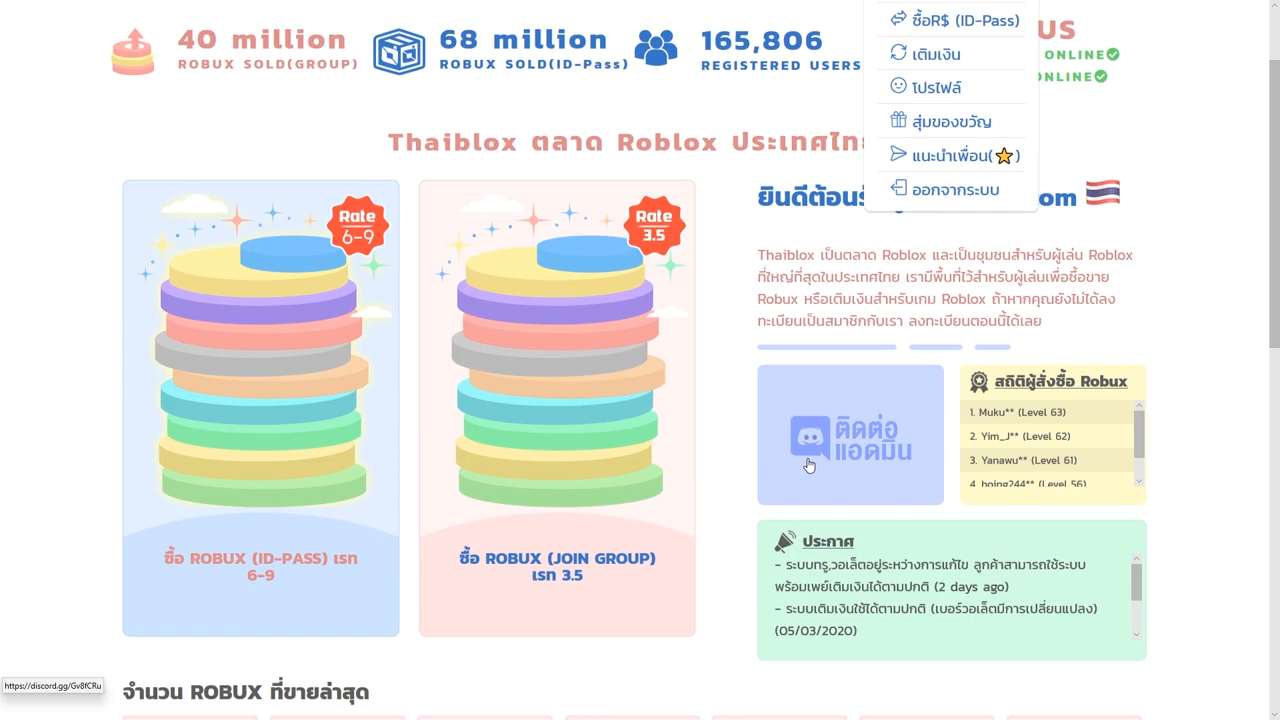 40 million
ROBUX SOLD(GROUP)
68 million
ROBUX SOLD(ID-Pass)
165,806
REGISTERED USERS
US
ONLINE
ONLINE
ซื้อR$ (ID-Pass)
เติมเงิน
โปรไฟล์
สุ่มของขวัญ
แนะนำเพื่อน(⭐)
ออกจากระบบ
Thaiblox ตลาด Roblox ประเทศไทย
Rate
6-9
ซื้อ ROBUX (ID-PASS) เรท
6-9
Rate
3.5
ซื้อ ROBUX (JOIN GROUP)
เรท 3.5
ยินดีต้อนรั
om
Thaiblox เป็นตลาด Roblox และเป็นชุมชนสำหรับผู้เล่น Roblox
ที่ใหญ่ที่สุดในประเทศไทย เรามีพื้นที่ไว้สำหรับผู้เล่นเพื่อซื้อขาย
Robux หรือเติมเงินสำหรับเกม Roblox ถ้าหากคุณยังไม่ได้ลง
ทะเบียนเป็นสมาชิกกับเรา ลงทะเบียนตอนนี้ได้เลย
ติดต่อ
แอดมิน
สถิติผู้สั่งซื้อ Robux
1. Muku** (Level 63)
2. Yim_J** (Level 62)
3. Yanawu** (Level 61)
4. boing244** (Level 56)
ประกาศ
- ระบบทรู,วอเล็ตอยู่ระหว่างการแก้ไข ลูกค้าสามารถใช้ระบบ
พร้อมเพย์เติมเงินได้ตามปกติ (2 days ago)
- ระบบเติมเงินใช้ได้ตามปกติ (เบอร์วอเล็ตมีการเปลี่ยนแปลง)
(05/03/2020)
https://discord.gg/Gv8fCRu
จำนวน ROBUX ที่ขายล่าสุด